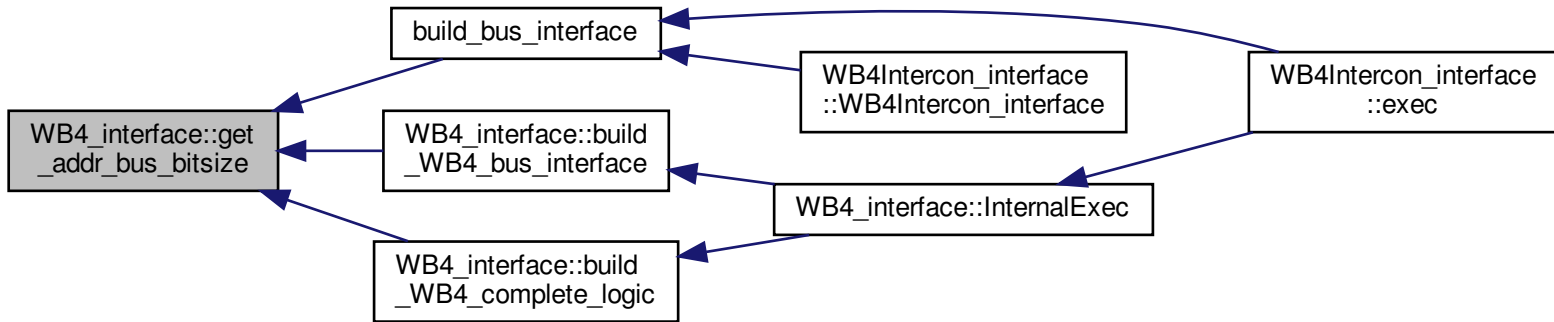 build_bus_interface
WB4Intercon_interface
::WB4Intercon_interface
WB4Intercon_interface
::exec
WB4_interface::get
_addr_bus_bitsize
WB4_interface::build
_WB4_bus_interface
WB4_interface::InternalExec
WB4_interface::build
_WB4_complete_logic